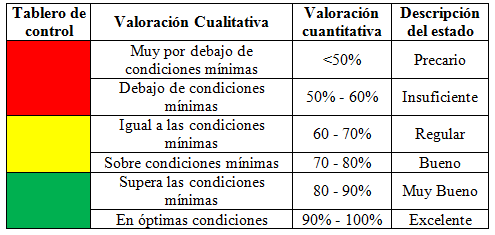 Tablero de control Valoración Cualitativa Valoración cuantitativa Descripción del estado
Muy por debajo de condiciones mínimas <50% Precario
Debajo de condiciones mínimas 50% - 60% Insuficiente
Igual a las condiciones mínimas 60 - 70% Regular
Sobre condiciones mínimas 70 - 80% Bueno
Supera las condiciones mínimas 80 - 90% Muy Bueno
En óptimas condiciones 90% - 100% Excelente